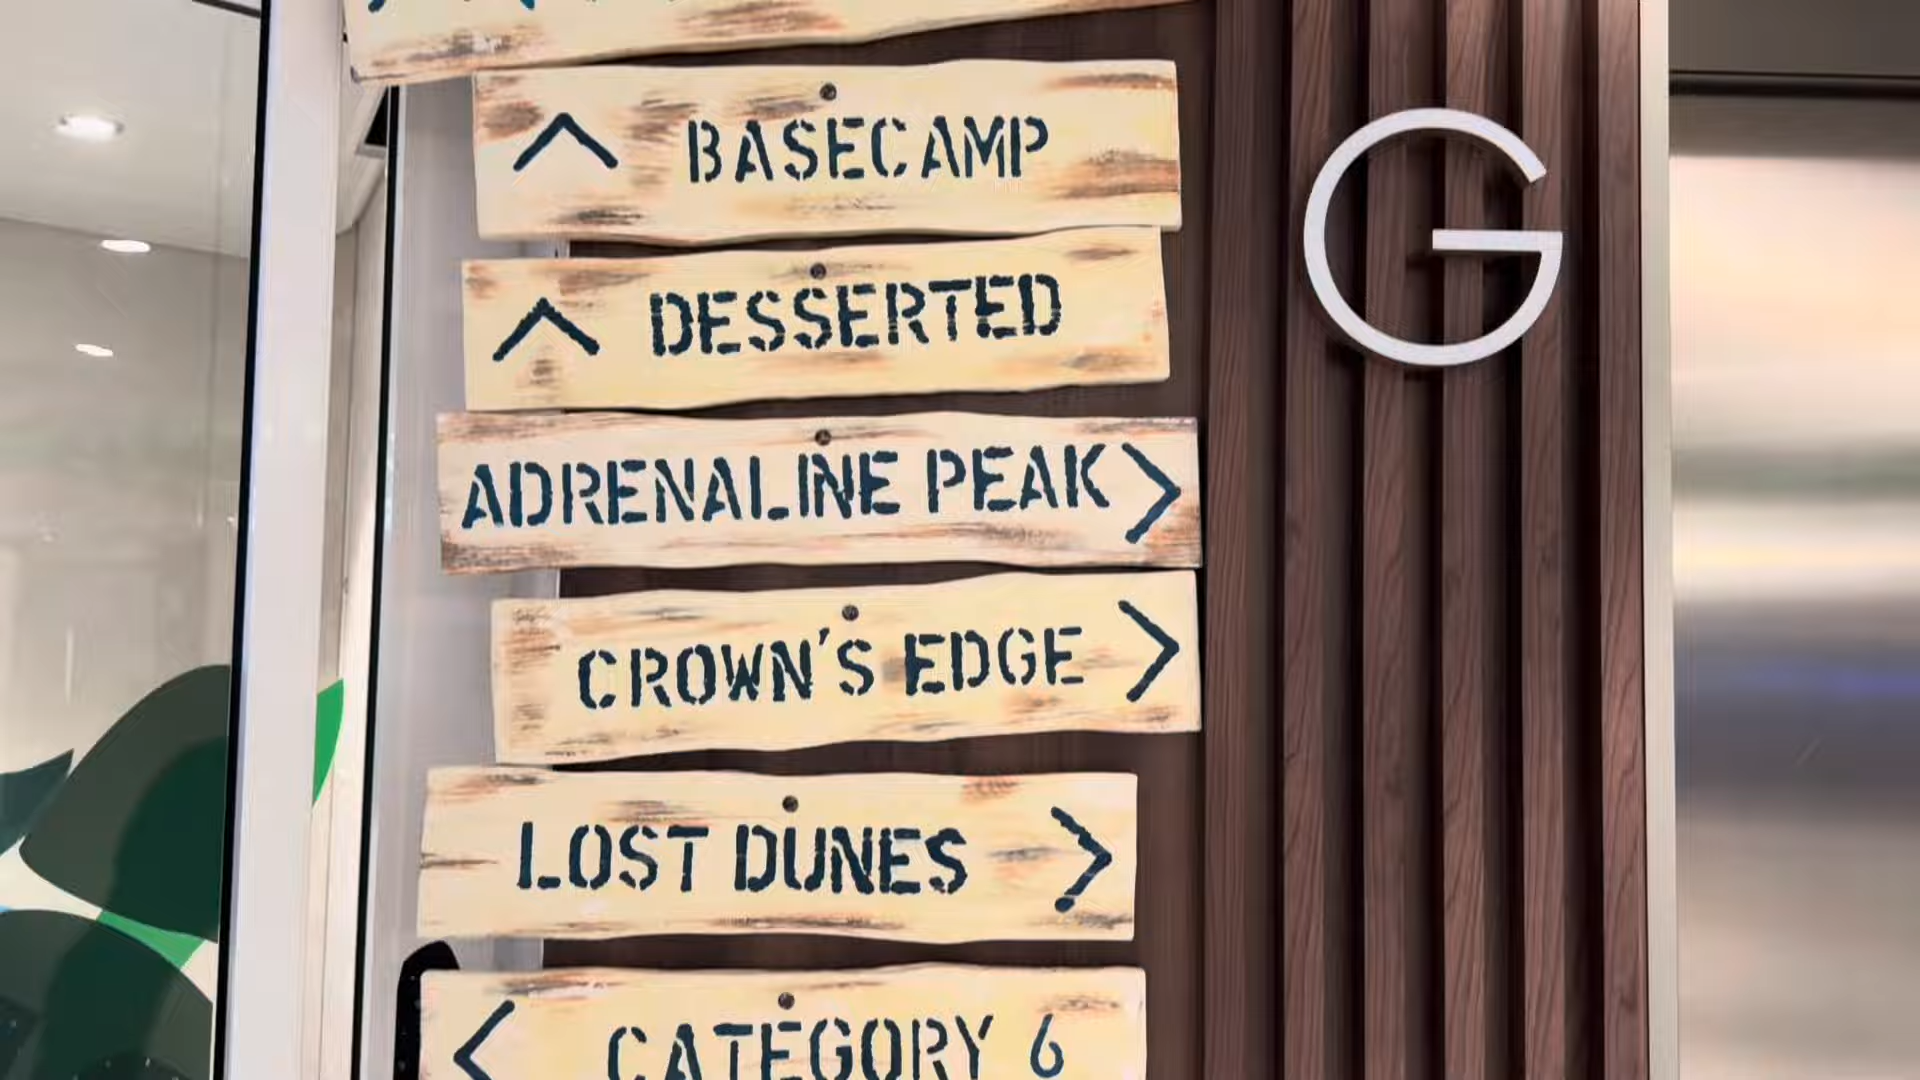 BASECAMP
DESSERTED
ADRENALINE PEAK
CROWN'S EDGE
LOST DUNES
CATEGORY 6
G